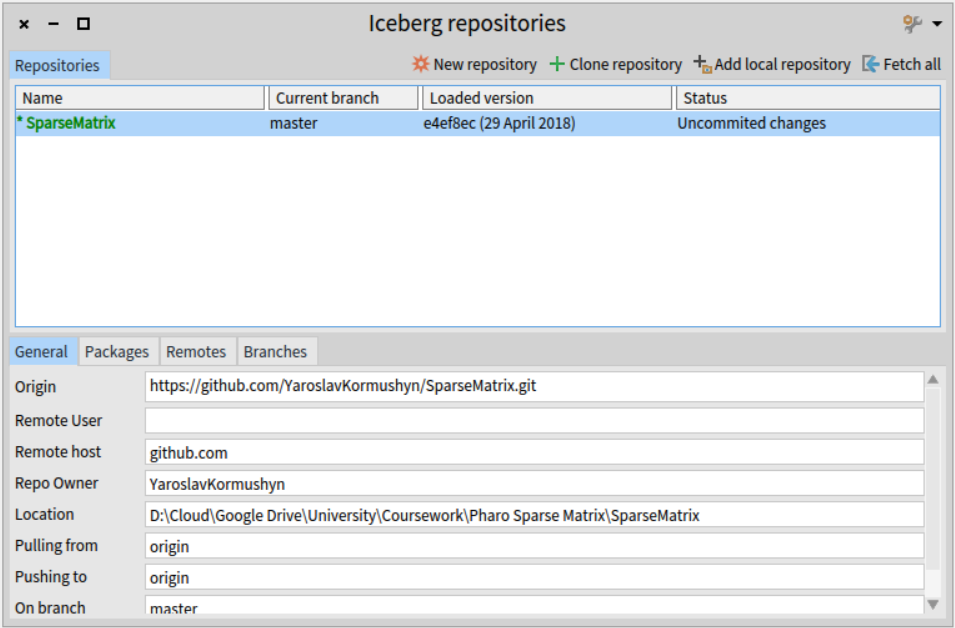 Iceberg repositories
Repositories New repository Clone repository Add local repository Fetch all
Name Current branch Loaded version Status
* SparseMatrix master e4ef8ec (29 April 2018) Uncommited changes
General Packages Remotes Branches
Origin https://github.com/YaroslavKormushyn/SparseMatrix.git
Remote User
Remote host github.com
Repo Owner YaroslavKormushyn
Location D:\Cloud\Google Drive\University\Coursework\Pharo Sparse Matrix\SparseMatrix
Pulling from origin
Pushing to origin
On branch master